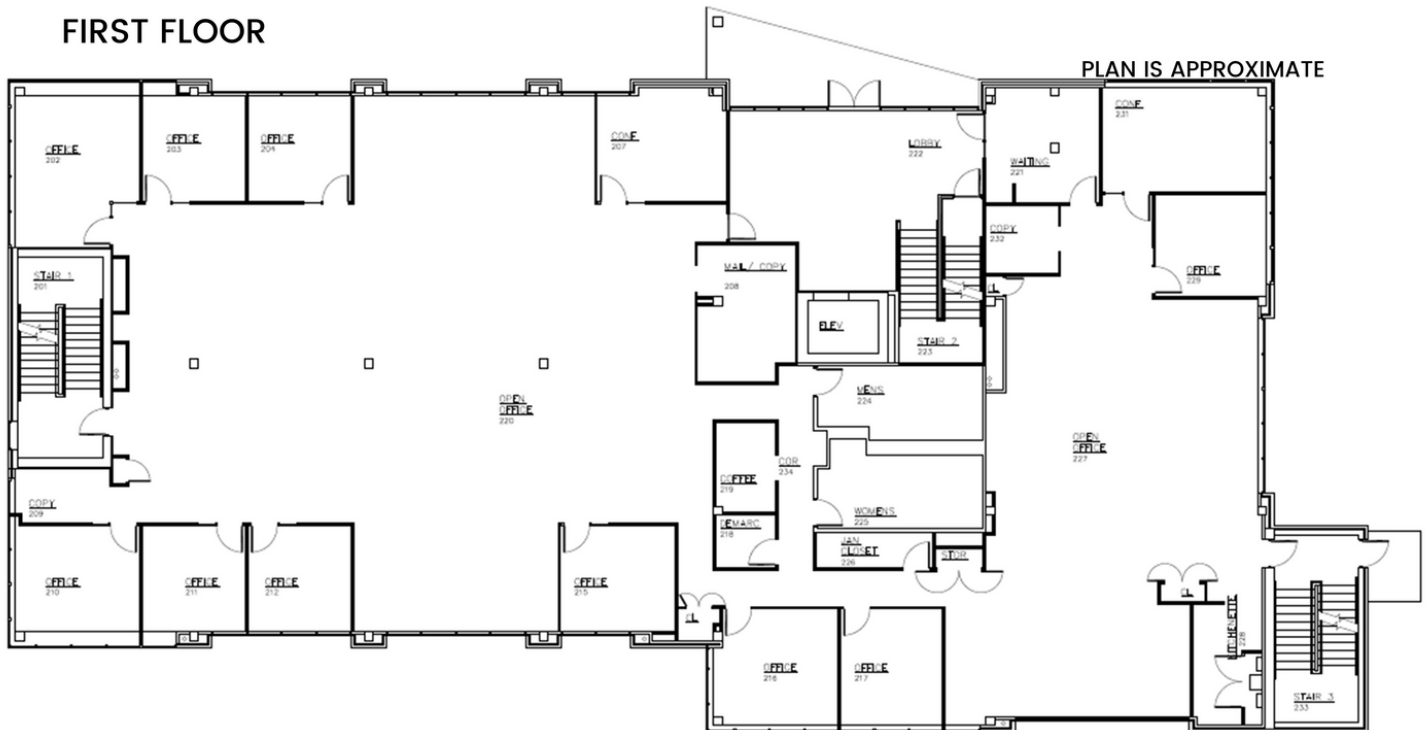 FIRST FLOOR
PLAN IS APPROXIMATE
OFFICE
202
OFFICE
203
OFFICE
204
CONF
207
LOBBY
222
WAITING
221
CONF
231
COPY
232
OFFICE
229
CL
STAIR 1
201
MAIL/ COPY
208
ELEV
STAIR 2
223
MENS
224
OPEN
OFFICE
220
OPEN
OFFICE
227
COR
234
COFFEE
219
WOMENS
225
DEMARC
218
JAN
CLOSET
226
STOR
COPY
209
OFFICE
210
OFFICE
211
OFFICE
212
OFFICE
215
CL
OFFICE
216
OFFICE
217
CL
KITCHENETTE
228
STAIR 3
233